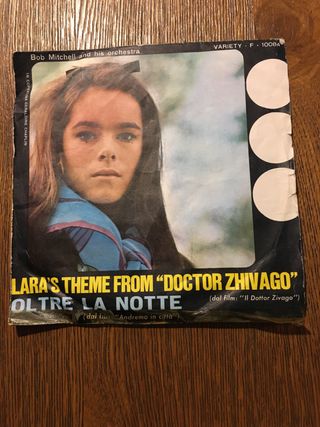 Bob Mitchell and his orchestra
VARIETY - F - 10084
LARA'S THEME FROM "DOCTOR ZHIVAGO"
OLTRE LA NOTTE
(dal film: "Il Dottor Zivago")
(dal film: "Andremo in città")